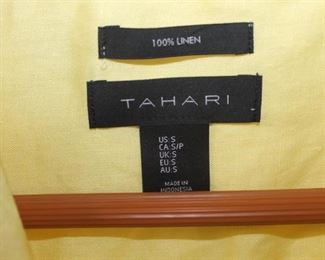 100% LINEN
TAHARI
US:S
CA:S/P
UK:S
EU:S
AU:S
MADE IN
INDONESIA